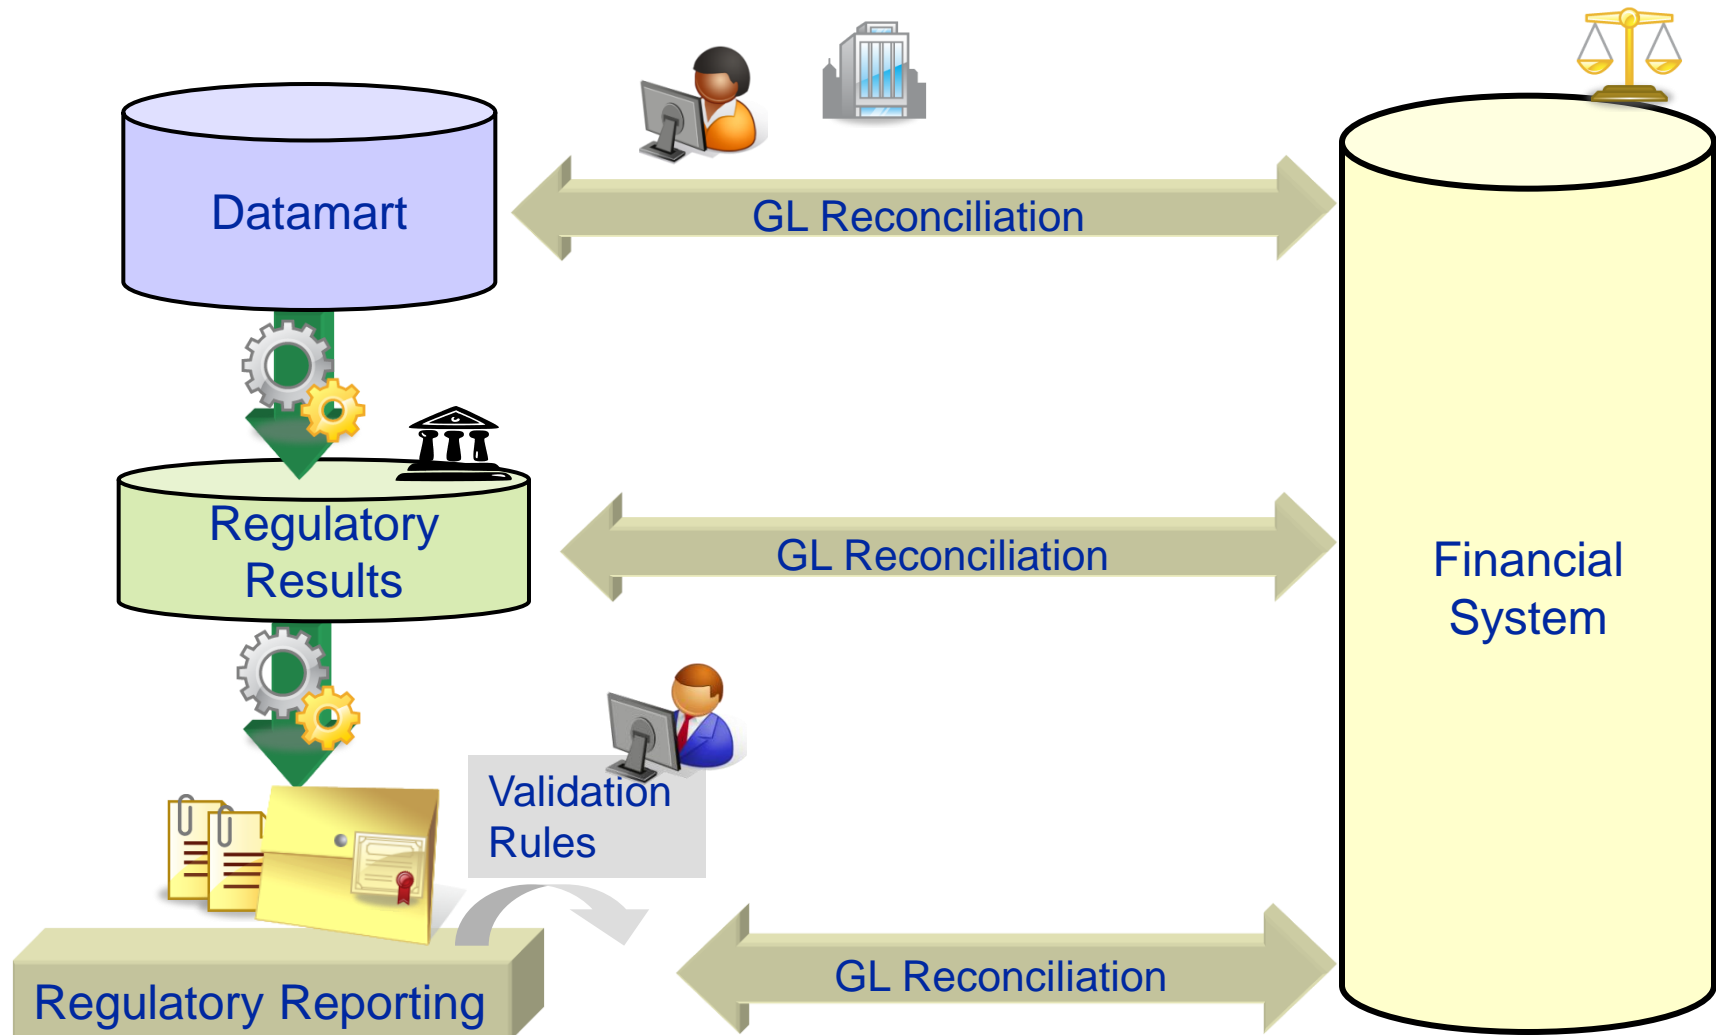 Datamart
GL Reconciliation
Regulatory
Results
GL Reconciliation
Financial
System
Validation
Rules
GL Reconciliation
Regulatory Reporting